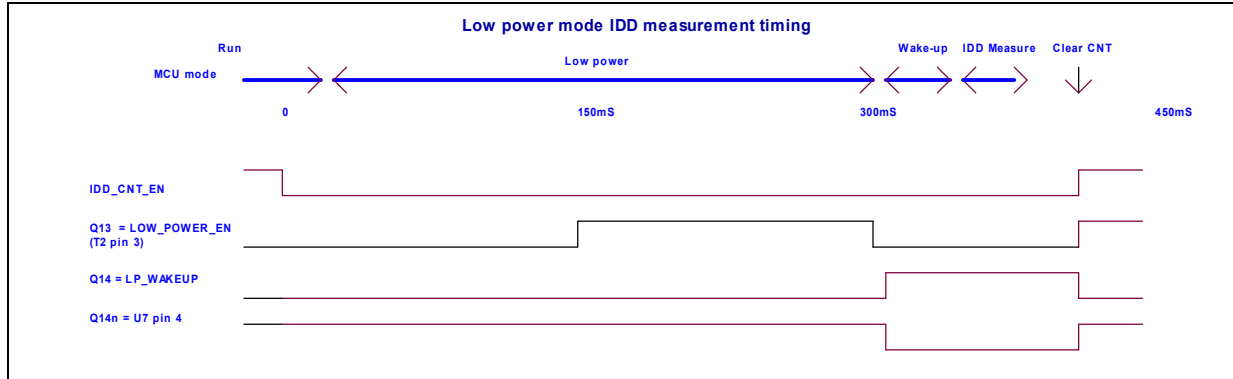 Low power mode IDD measurement timing
Run
Wake-up IDD Measure Clear CNT
Low power
MCU mode
0 150mS 300mS 450mS
IDD_CNT_EN
Q13 = LOW_POWER_EN
(T2 pin 3)
Q14 = LP_WAKEUP
Q14n = U7 pin 4